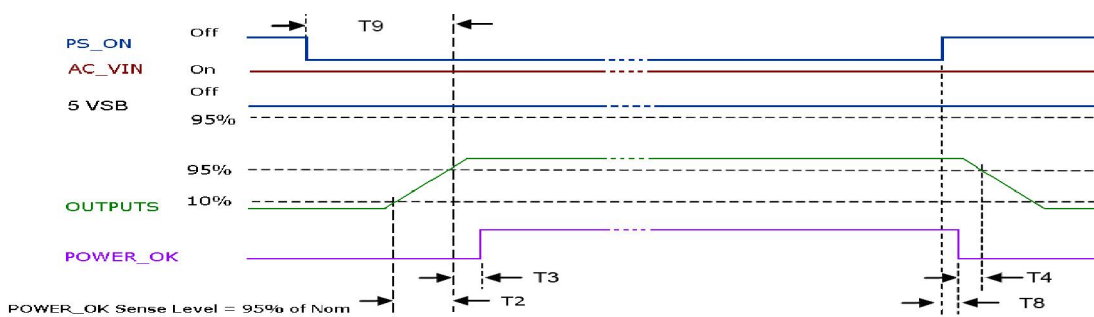 T9
Off
PS_ON
AC_VIN On
Off
5 VSB
95%
95%
10%
OUTPUTS
POWER_OK
T3 T4
T2 T8
POWER_OK Sense Level = 95% of Nom